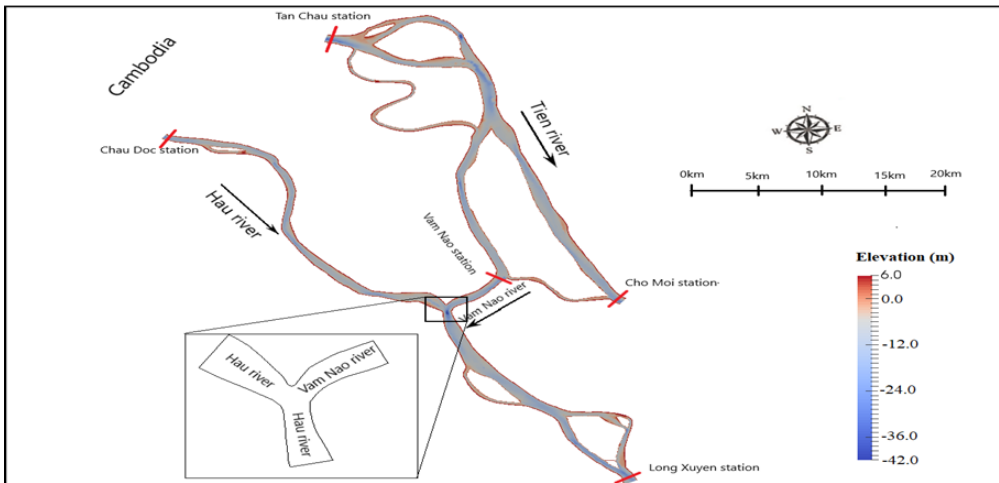 Tan Chau station
Cambodia
Tien river
N
W
E
S
Chau Doc station
0km
5km
10km
15km
20km
Hau river
Vam Nao station
Elevation (m)
6.0
0.0
-12.0
-24.0
-36.0
-42.0
Cho Moi station
Vam Nao river
Hau river
Vam Nao river
Hau river
Long Xuyen station